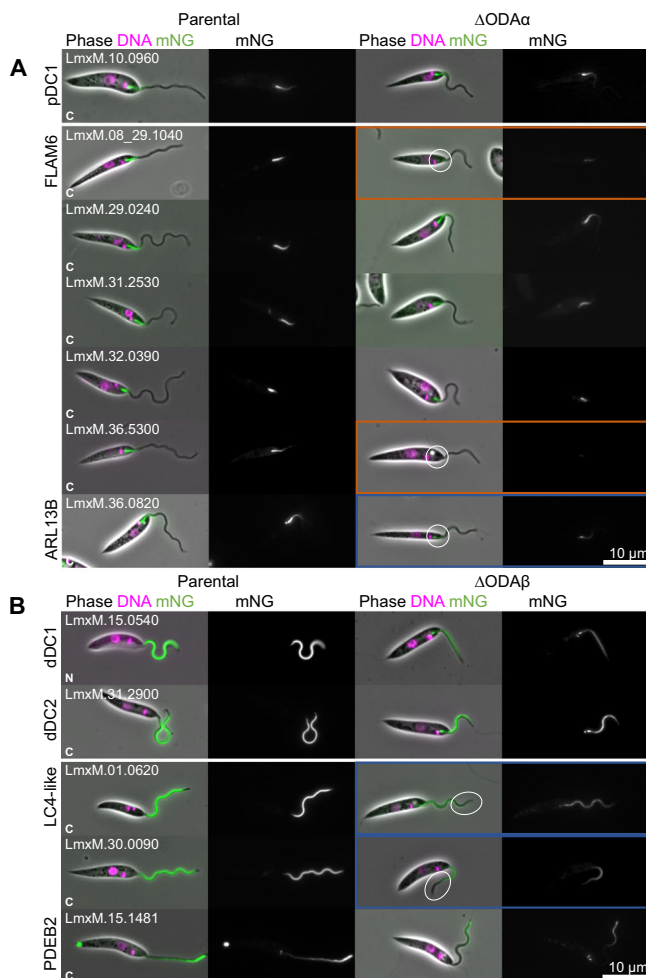 Parental ΔODAα
Phase DNA mNG mNG Phase DNA mNG mNG
A
pDC1
LmxM.10.0960
C
FLAM6
LmxM.08_29.1040
C
LmxM.29.0240
C
LmxM.31.2530
C
LmxM.32.0390
C
LmxM.36.5300
C
ARL13B
LmxM.36.0820
10 μm
Parental ΔODAβ
B
Phase DNA mNG mNG Phase DNA mNG mNG
dDC1
LmxM.15.0540
N
dDC2
LmxM.31.2900
C
LC4-like
LmxM.01.0620
C
LmxM.30.0090
C
PDEB2
LmxM.15.1481
C
10 μm